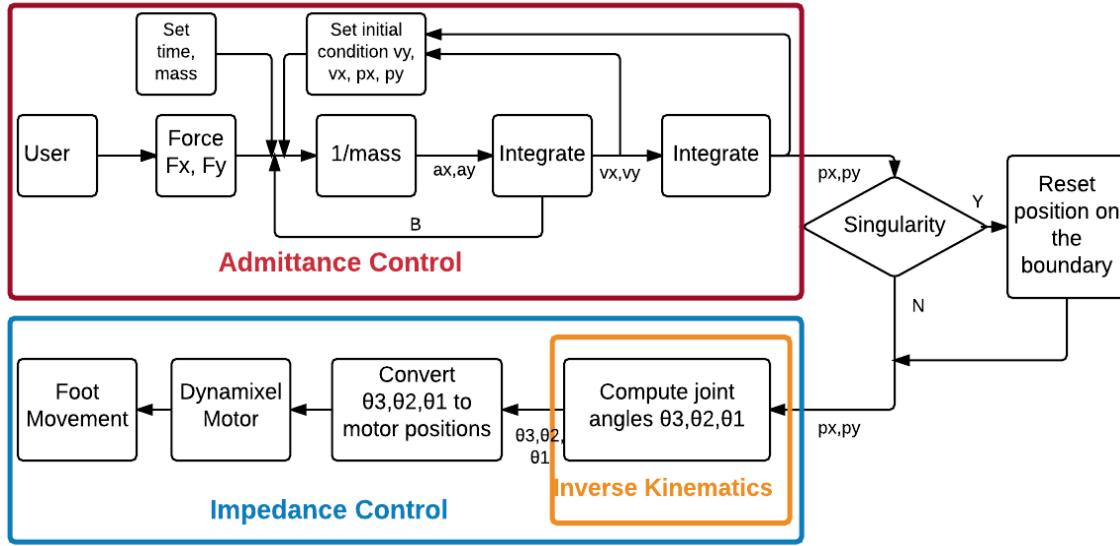 Set
time,
mass
Set initial
condition vy,
vx, px, py
User
Force
Fx, Fy
1/mass
ax,ay
Integrate
vx,vy
Integrate
px,py
B
Admittance Control
Singularity
Y
Reset
position on
the
boundary
N
px,py
Compute joint
angles θ3,θ2,θ1
Inverse Kinematics
θ3,θ2,
θ1
Convert
θ3,θ2,θ1 to
motor positions
Dynamixel
Motor
Foot
Movement
Impedance Control